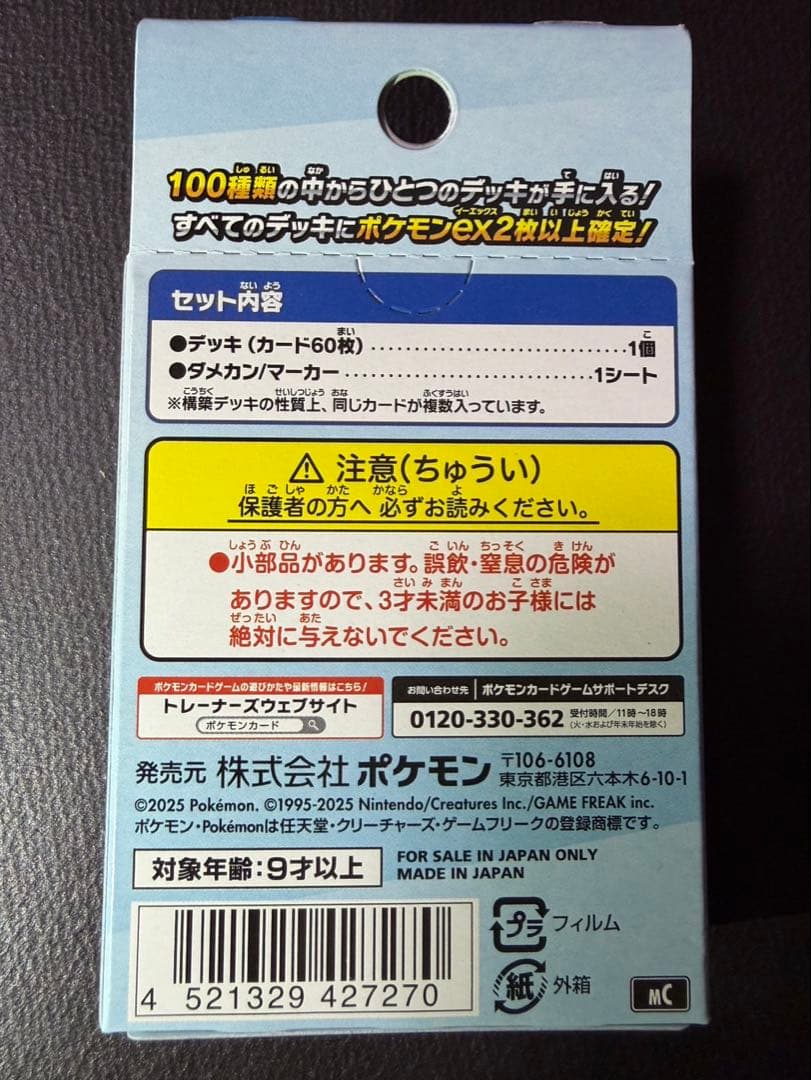 100種類の中からひとつのデッキが手に入る!
すべてのデッキにポケモンex2枚以上確定!
セット内容
●デッキ(カード60枚)……………………1個
●ダメカン/マーカー……………………1シート
※構築デッキの性質上、同じカードが複数入っています。
⚠ 注意(ちゅうい)
保護者の方へ 必ずお読みください。
●小部品があります。誤飲・窒息の危険が
ありますので、3才未満のお子様には
絶対に与えないでください。
ポケモンカードゲームの遊びかたや最新情報はこちら!
トレーナーズウェブサイト
ポケモンカード
お問い合わせ先 ポケモンカードゲームサポートデスク
0120-330-362 受付時間/11時~18時
(火・水および年末年始を除く)
発売元 株式会社 ポケモン 〒106-6108
東京都港区六本木6-10-1
©2025 Pokémon. ©1995-2025 Nintendo/Creatures Inc./GAME FREAK inc.
ポケモン・Pokémonは任天堂・クリーチャーズ・ゲームフリークの登録商標です。
対象年齢:9才以上
FOR SALE IN JAPAN ONLY
MADE IN JAPAN
プラ フィルム
紙 外箱
4 521329 427270
MC